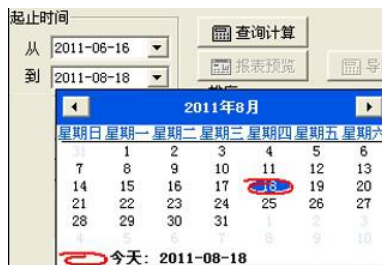 起止时间
从 2011-06-16
查询计算
到 2011-08-18
报表预览
导
2011年8月
星期日 星期一 星期二 星期三 星期四 星期五 星期六
31 1 2 3 4 5 6
7 8 9 10 11 12 13
14 15 16 17 18 19 20
21 22 23 24 25 26 27
28 29 30 31 1 2 3
4 5 6 7 8 9 10
今天: 2011-08-18